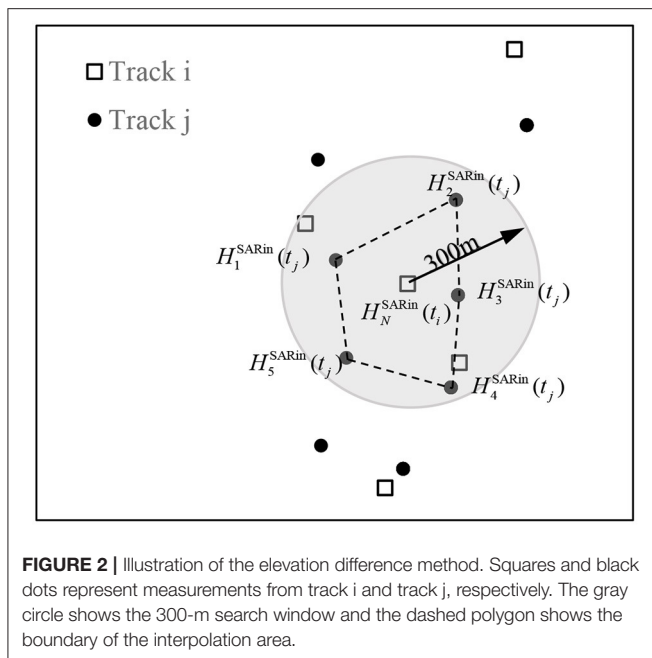 Track i
Track j
H_2^{SARin}(t_j)
300m
H_1^{SARin}(t_j)
H_3^{SARin}(t_j)
H_N^{SARin}(t_i)
H_5^{SARin}(t_j)
H_4^{SARin}(t_j)
FIGURE 2 | Illustration of the elevation difference method. Squares and black
dots represent measurements from track i and track j, respectively. The gray
circle shows the 300-m search window and the dashed polygon shows the
boundary of the interpolation area.